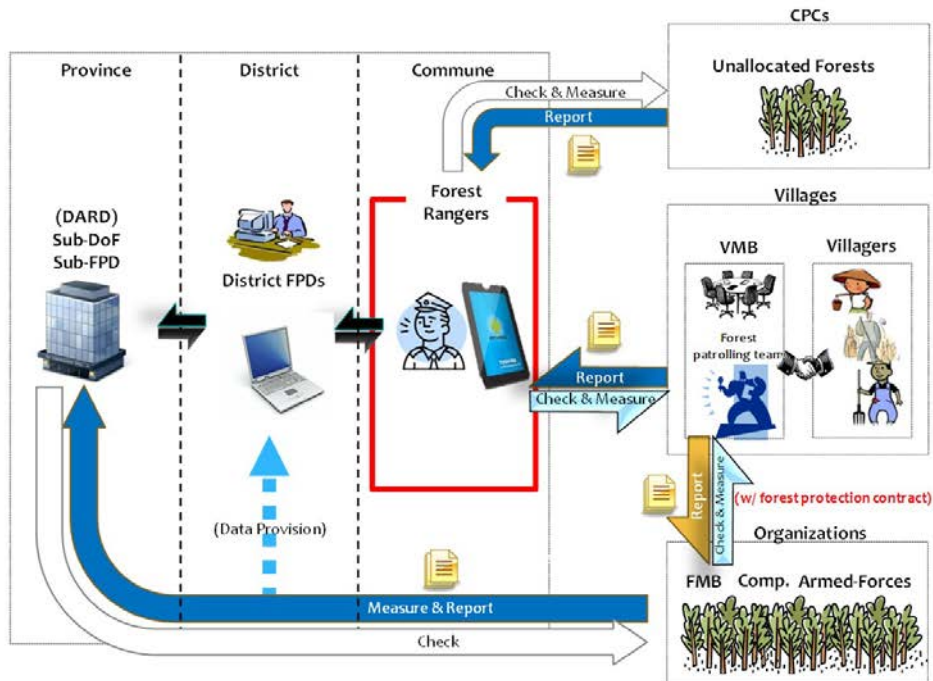 CPCs
Province
District
Commune
Unallocated Forests
Check & Measure
Report
Forest
Rangers
(DARD)
Sub-DoF
Sub-FPD
District FPDs
Villages
VMB
Villagers
Forest
patrolling team
Report
Check & Measure
Report
Check & Measure
(w/ forest protection contract)
(Data Provision)
Organizations
FMB
Comp.
Armed-Forces
Measure & Report
Check